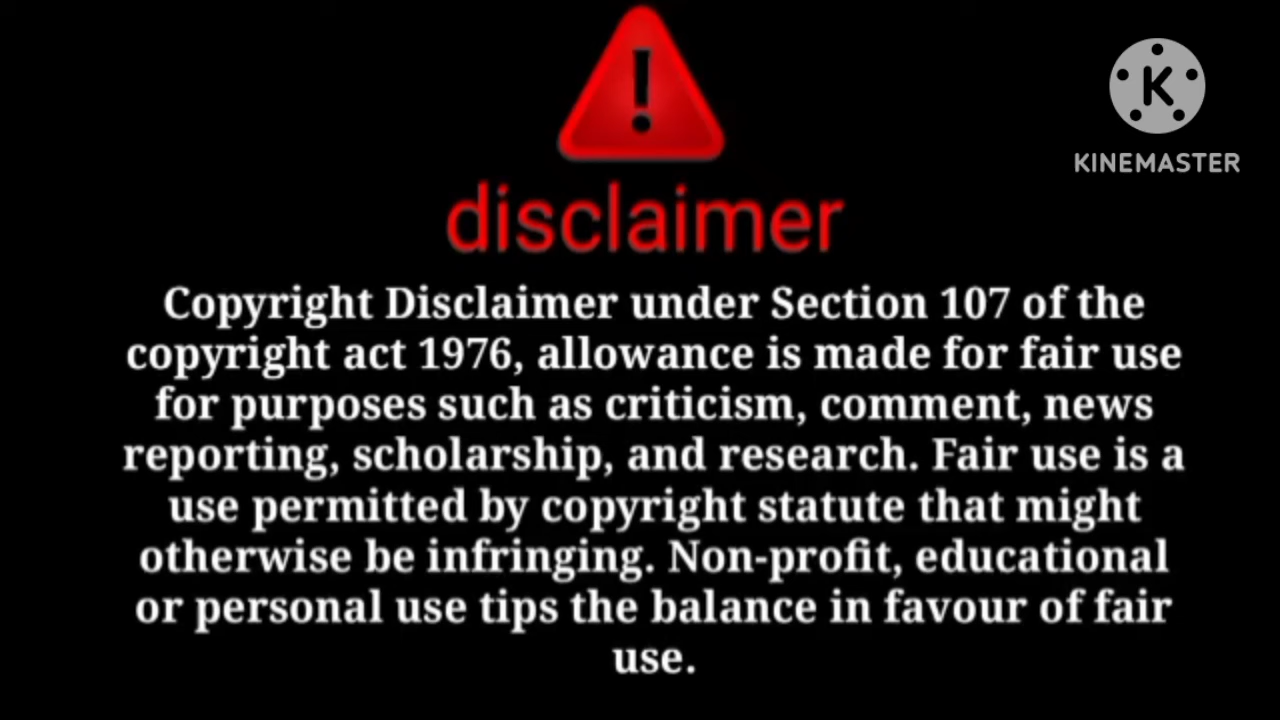 K
KINEMASTER
disclaimer
Copyright Disclaimer under Section 107 of the
copyright act 1976, allowance is made for fair use
for purposes such as criticism, comment, news
reporting, scholarship, and research. Fair use is a
use permitted by copyright statute that might
otherwise be infringing. Non-profit, educational
or personal use tips the balance in favour of fair
use.